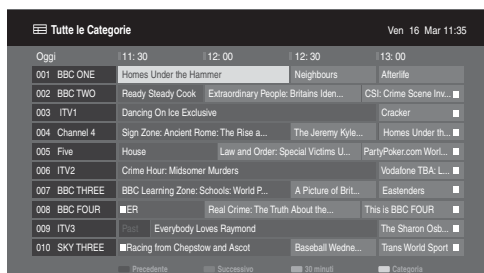 Tutte le Categorie Ven 16 Mar 11:35
Oggi 11: 30 12: 00 12: 30 13: 00
001 BBC ONE Homes Under the Hammer Neighbours Afterlife
002 BBC TWO Ready Steady Cook Extraordinary People: Britains Iden... CSI: Crime Scene Inv...
003 ITV1 Dancing On Ice Exclusive Cracker
004 Channel 4 Sign Zone: Ancient Rome: The Rise a... The Jeremy Kyle... Homes Under th...
005 Five House Law and Order: Special Victims U... PartyPoker.com Worl...
006 ITV2 Crime Hour: Midsomer Murders Vodafone TBA: L...
007 BBC THREE BBC Learning Zone: Schools: World P... A Picture of Brit... Eastenders
008 BBC FOUR ER Real Crime: The Truth About the... This is BBC FOUR
009 ITV3 Past Everybody Loves Raymond The Sharon Osb...
010 SKY THREE Racing from Chepstow and Ascot Baseball Wedne... Trans World Sport
Precedente Successivo 30 minuti Categoria